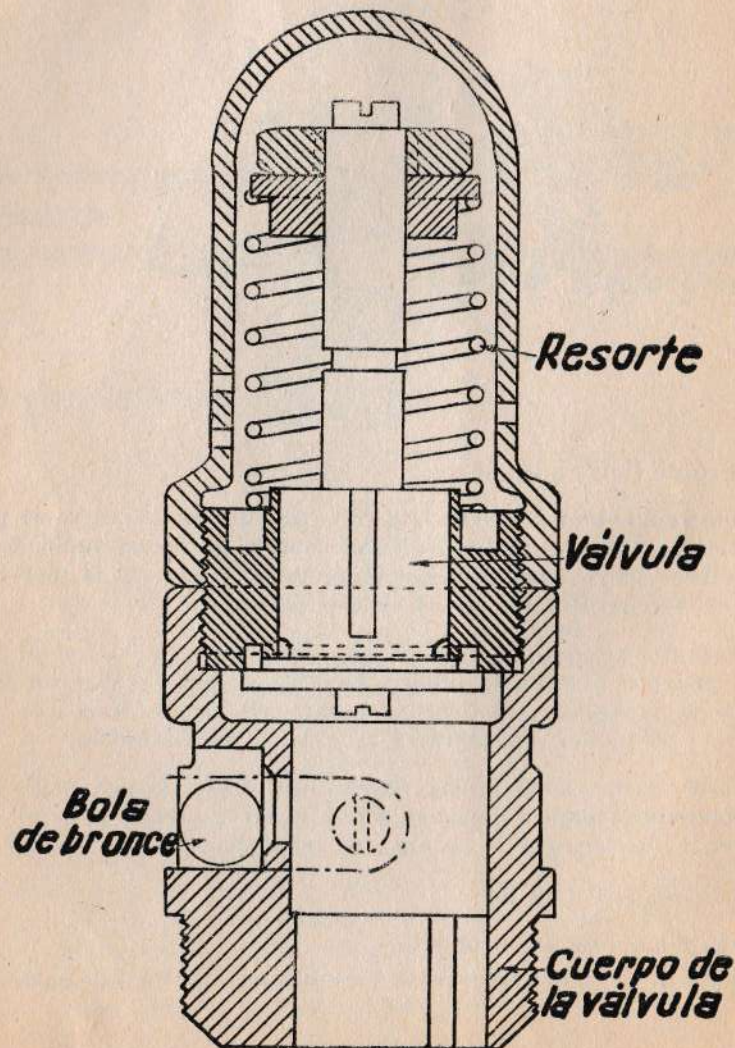 Resorte
Válvula
Bola
de bronce
Cuerpo de
la válvula